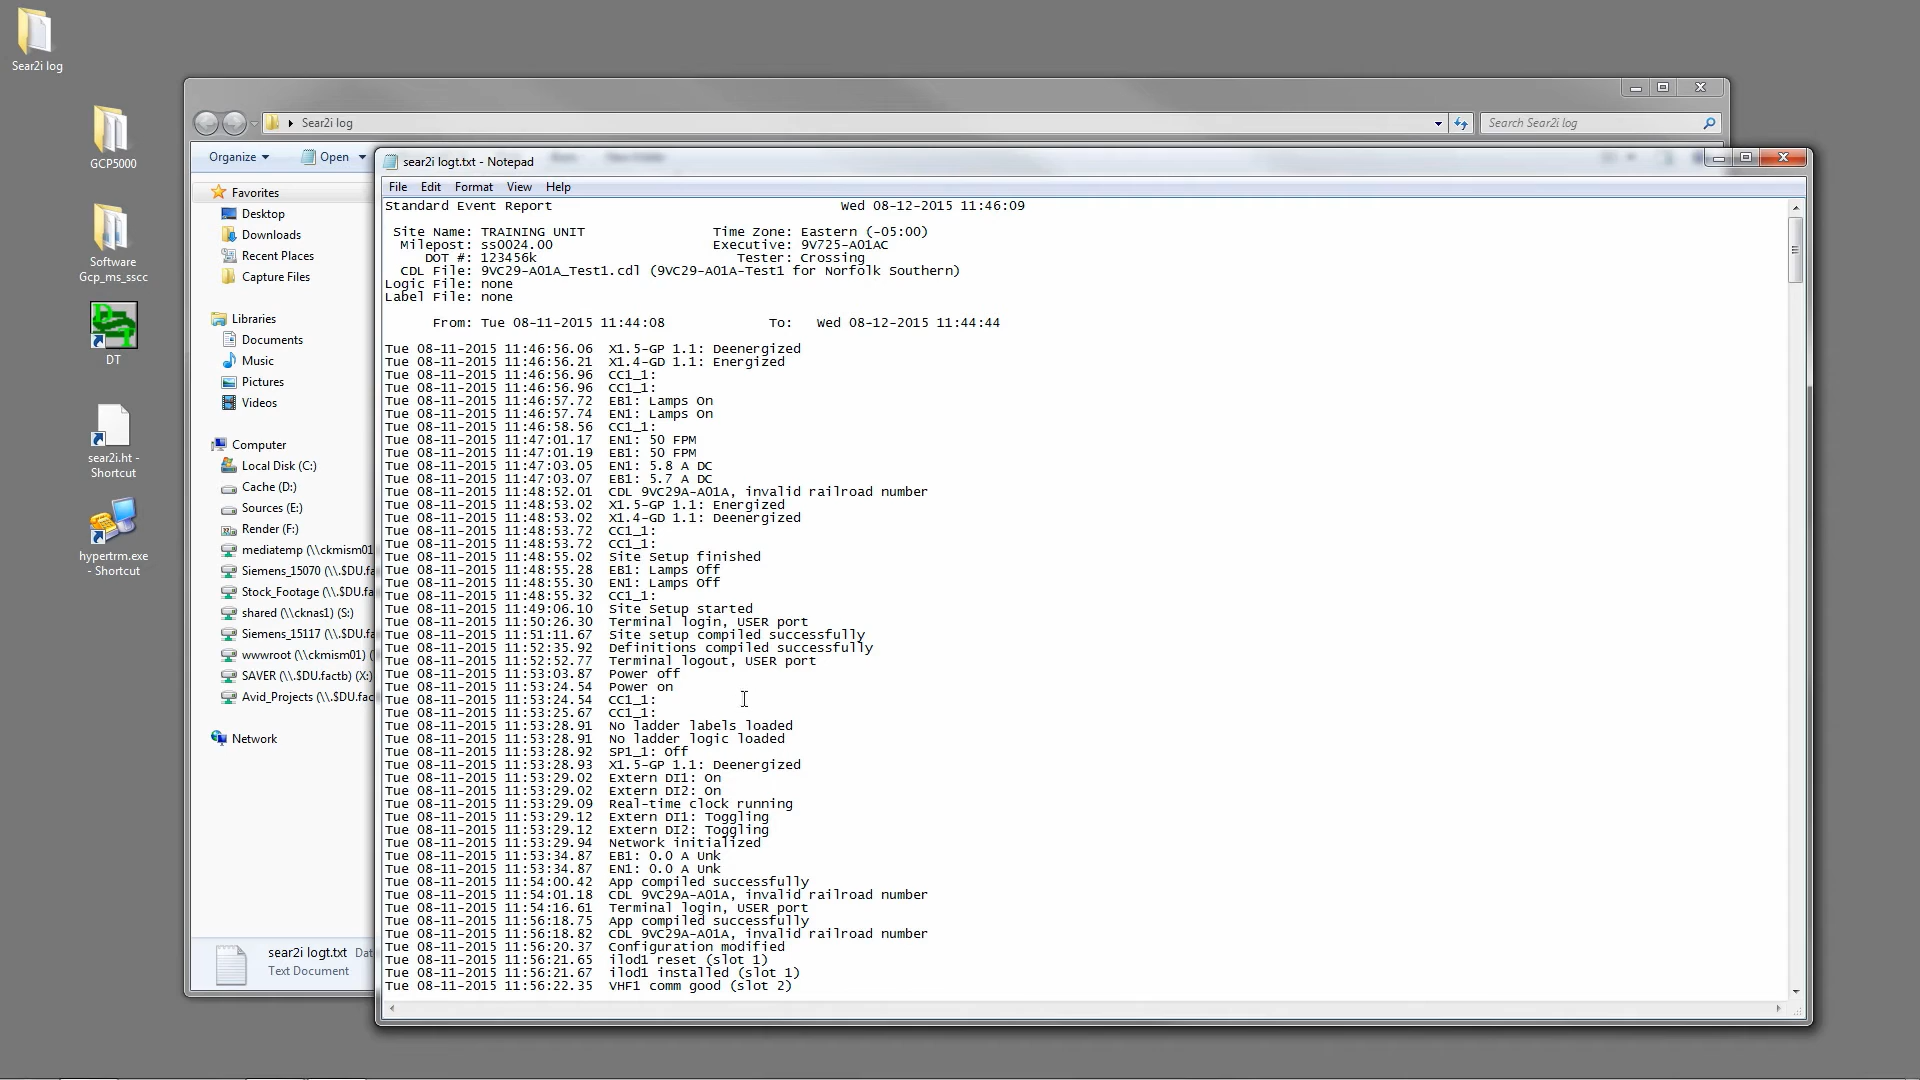 Sear2i log
GCP5000
Software
Gcp_ms_sscc
DT
sear2i.ht -
Shortcut
hypertrm.exe
- Shortcut
Sear2i log
Search Sear2i log
Organize
Open
Favorites
Desktop
Downloads
Recent Places
Capture Files
Libraries
Documents
Music
Pictures
Videos
Computer
Local Disk (C:)
Cache (D:)
Sources (E:)
Render (F:)
mediatemp (\\ckmism01
Siemens_15070 (\\.$DU.fa
Stock_Footage (\\.$DU.fa
shared (\\cknas1) (S:)
Siemens_15117 (\\.$DU.fa
wwwroot (\\ckmism01) (
SAVER (\\.$DU.factb) (X:)
Avid_Projects (\\.$DU.fac
Network
sear2i logt.txt
Text Document
sear2i logt.txt - Notepad
File Edit Format View Help
Standard Event Report Wed 08-12-2015 11:46:09
Site Name: TRAINING UNIT Time Zone: Eastern (-05:00)
Milepost: ss0024.00 Executive: 9V725-A01AC
DOT #: 123456k Tester: Crossing
CDL File: 9VC29-A01A_Test1.cdl (9VC29-A01A-Test1 for Norfolk Southern)
Logic File: none
Label File: none
From: Tue 08-11-2015 11:44:08 To: Wed 08-12-2015 11:44:44
Tue 08-11-2015 11:46:56.06 X1.5-GP 1.1: Deenergized
Tue 08-11-2015 11:46:56.21 X1.4-GD 1.1: Energized
Tue 08-11-2015 11:46:56.96 CC1_1:
Tue 08-11-2015 11:46:56.96 CC1_1:
Tue 08-11-2015 11:46:57.72 EB1: Lamps On
Tue 08-11-2015 11:46:57.74 EN1: Lamps On
Tue 08-11-2015 11:46:58.56 CC1_1:
Tue 08-11-2015 11:47:01.17 EN1: 50 FPM
Tue 08-11-2015 11:47:01.19 EB1: 50 FPM
Tue 08-11-2015 11:47:03.05 EN1: 5.8 A DC
Tue 08-11-2015 11:47:03.07 EB1: 5.7 A DC
Tue 08-11-2015 11:48:52.01 CDL 9VC29A-A01A, invalid railroad number
Tue 08-11-2015 11:48:53.02 X1.5-GP 1.1: Energized
Tue 08-11-2015 11:48:53.02 X1.4-GD 1.1: Deenergized
Tue 08-11-2015 11:48:53.72 CC1_1:
Tue 08-11-2015 11:48:53.72 CC1_1:
Tue 08-11-2015 11:48:55.02 Site Setup finished
Tue 08-11-2015 11:48:55.28 EB1: Lamps Off
Tue 08-11-2015 11:48:55.30 EN1: Lamps Off
Tue 08-11-2015 11:48:55.32 CC1_1:
Tue 08-11-2015 11:49:06.10 Site Setup started
Tue 08-11-2015 11:50:26.30 Terminal login, USER port
Tue 08-11-2015 11:51:11.67 Site setup compiled successfully
Tue 08-11-2015 11:52:35.92 Definitions compiled successfully
Tue 08-11-2015 11:52:52.77 Terminal logout, USER port
Tue 08-11-2015 11:53:03.87 Power off
Tue 08-11-2015 11:53:24.54 Power on
Tue 08-11-2015 11:53:24.54 CC1_1:
Tue 08-11-2015 11:53:25.67 CC1_1:
Tue 08-11-2015 11:53:28.91 No ladder labels loaded
Tue 08-11-2015 11:53:28.91 No ladder logic loaded
Tue 08-11-2015 11:53:28.92 SP1_1: Off
Tue 08-11-2015 11:53:28.93 X1.5-GP 1.1: Deenergized
Tue 08-11-2015 11:53:29.02 Extern DI1: On
Tue 08-11-2015 11:53:29.02 Extern DI2: On
Tue 08-11-2015 11:53:29.09 Real-time clock running
Tue 08-11-2015 11:53:29.12 Extern DI1: Toggling
Tue 08-11-2015 11:53:29.12 Extern DI2: Toggling
Tue 08-11-2015 11:53:29.94 Network initialized
Tue 08-11-2015 11:53:34.87 EB1: 0.0 A Unk
Tue 08-11-2015 11:53:34.87 EN1: 0.0 A Unk
Tue 08-11-2015 11:54:00.42 App compiled successfully
Tue 08-11-2015 11:54:01.18 CDL 9VC29A-A01A, invalid railroad number
Tue 08-11-2015 11:54:16.61 Terminal login, USER port
Tue 08-11-2015 11:56:18.75 App compiled successfully
Tue 08-11-2015 11:56:18.82 CDL 9VC29A-A01A, invalid railroad number
Tue 08-11-2015 11:56:20.37 Configuration modified
Tue 08-11-2015 11:56:21.65 ilod1 reset (slot 1)
Tue 08-11-2015 11:56:21.67 ilod1 installed (slot 1)
Tue 08-11-2015 11:56:22.35 VHF1 comm good (slot 2)